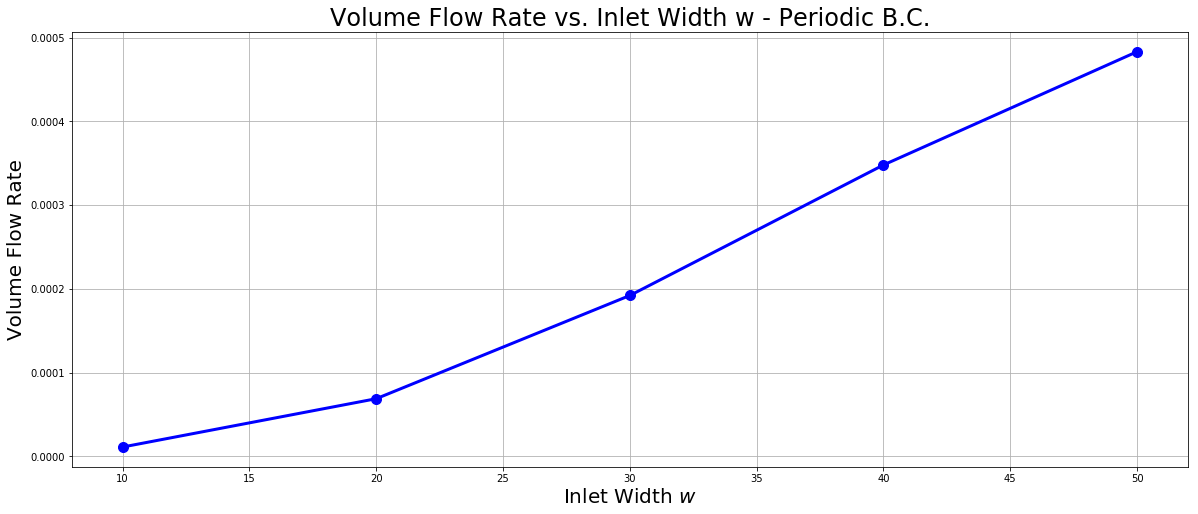 Volume Flow Rate vs. Inlet Width w - Periodic B.C.
Volume Flow Rate
0.0005
0.0004
0.0003
0.0002
0.0001
0.0000
10 15 20 25 30 35 40 45 50
Inlet Width w